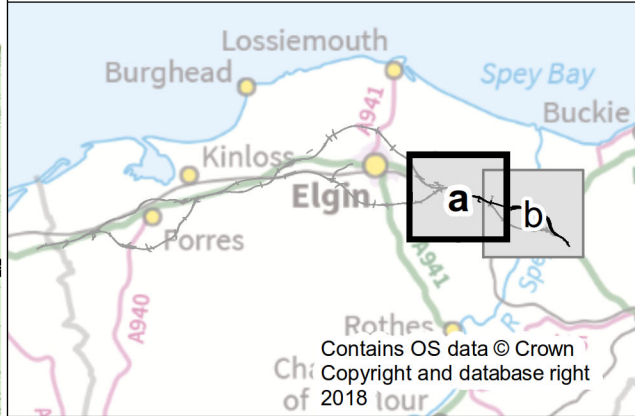 Lossiemouth
Burghead
Spey Bay
A941
Buckie
Kinloss
Elgin
a
b
Forres
A941
A940
Rothes
Contains OS data © Crown
Copyright and database right
2018